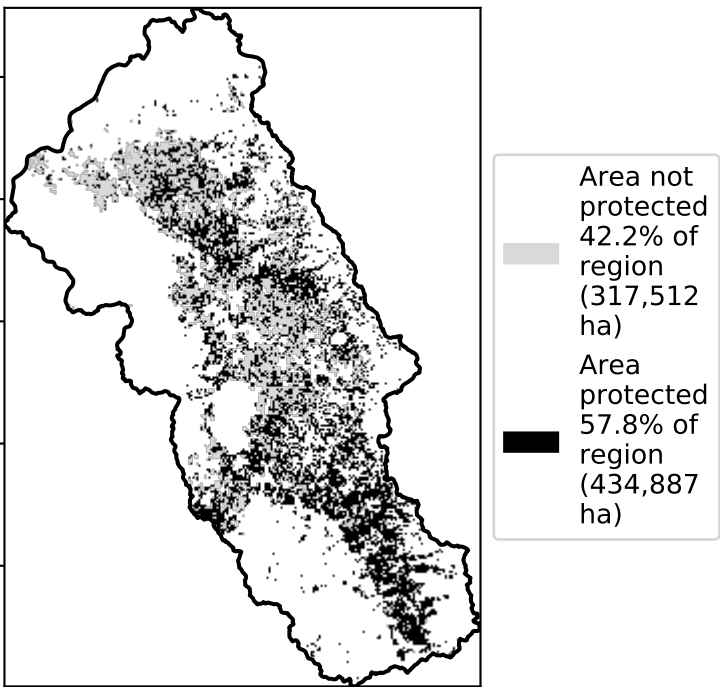 Area not
protected
42.2% of
region
(317,512
ha)
Area
protected
57.8% of
region
(434,887
ha)